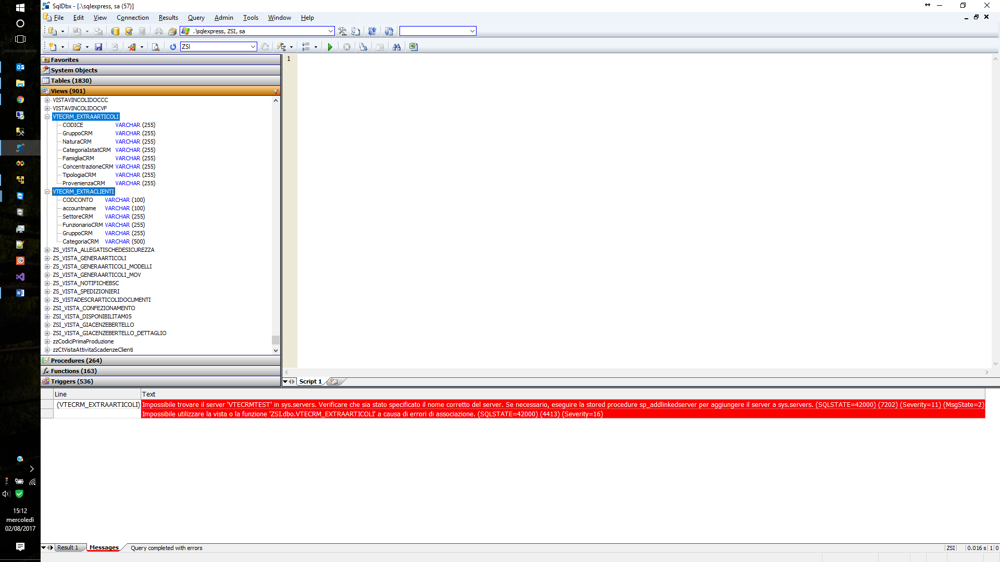 SqlDbx - [.\sqlexpress, sa (57)]
File Edit View Connection Results Query Admin Tools Window Help
.\sqlexpress, ZSI, sa
ZSI
Favorites
System Objects
Tables (1830)
Views (901)
VISTAVINCOLIDOCCC
VISTAVINCOLIDOCVF
VTECRM_EXTRAARTICOLI
CODICE VARCHAR (255)
GruppoCRM VARCHAR (255)
NaturaCRM VARCHAR (255)
CategoriaIstatCRM VARCHAR (255)
FamigliaCRM VARCHAR (255)
ConcentrazioneCRM VARCHAR (255)
TipologiaCRM VARCHAR (255)
ProvenienzaCRM VARCHAR (255)
VTECRM_EXTRACLIENTI
CODCONTO VARCHAR (100)
accountname VARCHAR (100)
SettoreCRM VARCHAR (255)
FunzionarioCRM VARCHAR (255)
GruppoCRM VARCHAR (255)
CategoriaCRM VARCHAR (500)
ZS_VISTA_ALLEGATISCHEDESICUREZZA
ZS_VISTA_GENERAARTICOLI
ZS_VISTA_GENERAARTICOLI_MODELLI
ZS_VISTA_GENERAARTICOLI_MOV
ZS_VISTA_NOTIFICHEBSC
ZS_VISTA_SPEDIZIONIERI
ZS_VISTADESCRARTICOLIDOCUMENTI
ZSI_VISTA_CONFEZIONAMENTO
ZSI_VISTA_DISPONIBILITAM05
ZSI_VISTA_GIACENZEBERTELLO
ZSI_VISTA_GIACENZEBERTELLO_DETTAGLIO
zzCodiciPrimaProduzione
zzCtVistaAttivitaScadenzeClienti
Procedures (264)
Functions (163)
Triggers (536)
1
Script 1
Line Text
(VTECRM_EXTRAARTICOLI) Impossibile trovare il server 'VTECRMTEST' in sys.servers. Verificare che sia stato specificato il nome corretto del server. Se necessario, eseguire la stored procedure sp_addlinkedserver per aggiungere il server a sys.servers. (SQLSTATE=42000) (7202) (Severity=11) (MsgState=2)
Impossibile utilizzare la vista o la funzione 'ZSI.dbo.VTECRM_EXTRAARTICOLI' a causa di errori di associazione. (SQLSTATE=42000) (4413) (Severity=16)
Result 1 Messages Query completed with errors
ZSI 0.016 s 1 0
15:12
mercoledì
02/08/2017